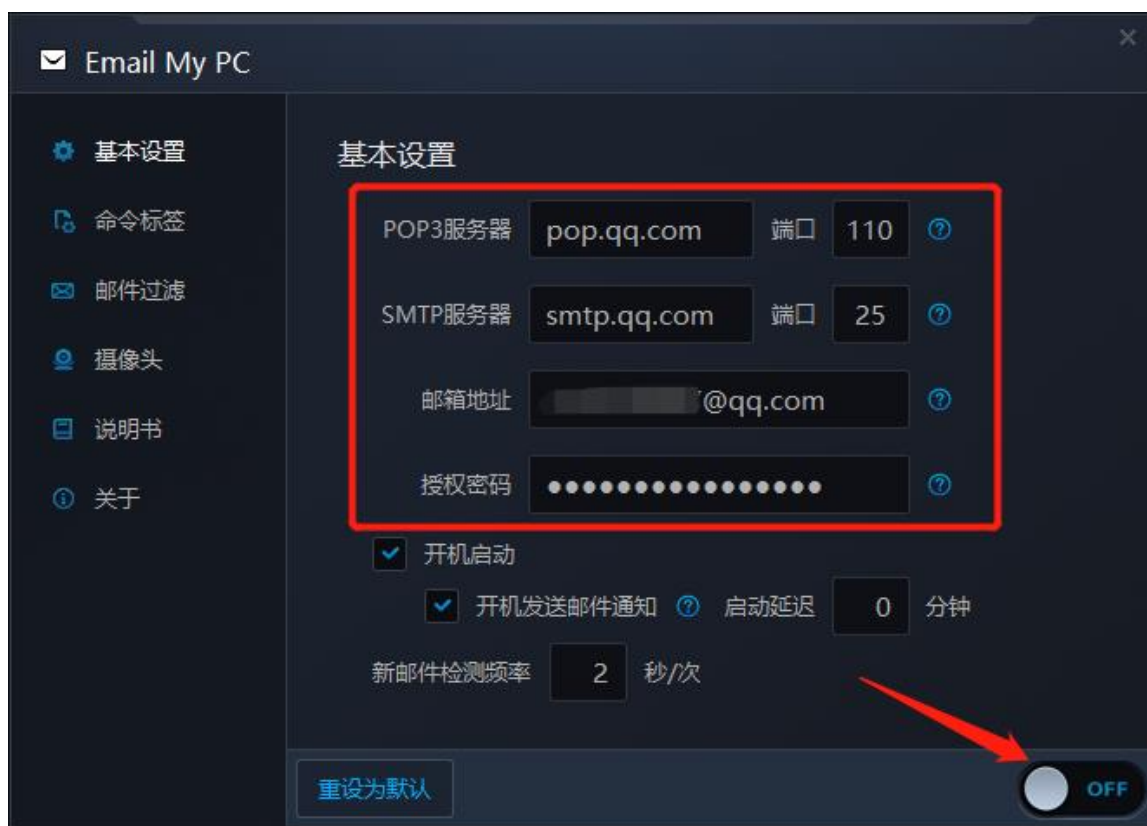 Email My PC
基本设置
命令标签
邮件过滤
摄像头
说明书
关于
基本设置
POP3服务器 pop.qq.com 端口 110
SMTP服务器 smtp.qq.com 端口 25
邮箱地址 @qq.com
授权密码 ●●●●●●●●●●●●●●●●
开机启动
开机发送邮件通知 启动延迟 0 分钟
新邮件检测频率 2 秒/次
重设为默认 OFF